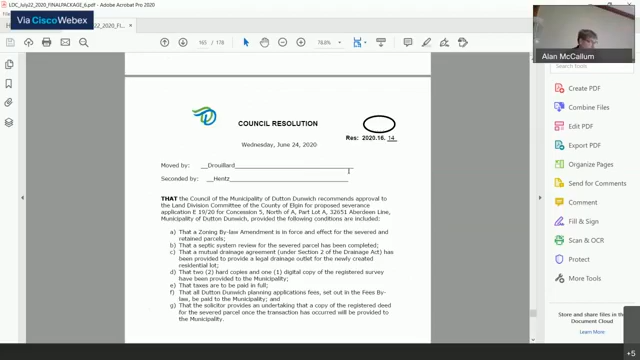 LDC_July22_2020_FINALPACKAGE_6.pdf - Adobe Acrobat Pro 2020
Via Cisco Webex
165 / 178
78.8%
Alan McCallum
Search tools
Create PDF
Combine Files
Edit PDF
Export PDF
Organize Pages
Send for Comments
Comment
Fill & Sign
Scan & OCR
Protect
More Tools
Store and share files in the
Document Cloud
Learn More
+5
COUNCIL RESOLUTION
Wednesday, June 24, 2020
Res: 2020.16. 14
Moved by: __Drouillard
Seconded by: __Hentz
THAT the Council of the Municipality of Dutton Dunwich recommends approval to
the Land Division Committee of the County of Elgin for proposed severance
application E 19/20 for Concession 5, North of A, Part Lot A, 32651 Aberdeen Line,
Municipality of Dutton Dunwich, provided the following conditions are included:
a) That a Zoning By-law Amendment is in force and effect for the severed and
retained parcels;
b) That a septic system review for the severed parcel has been completed;
c) That a mutual drainage agreement (under Section 2 of the Drainage Act) has
been provided to provide a legal drainage outlet for the newly created
residential lot;
d) That two (2) hard copies and one (1) digital copy of the registered survey
have been provided to the Municipality;
e) That taxes are to be paid in full;
f) That all Dutton Dunwich planning applications fees, set out in the Fees By-
law, be paid to the Municipality; and
g) That the solicitor provides an undertaking that a copy of the registered deed
for the severed parcel once the transaction has occurred will be provided to
the Municipality.